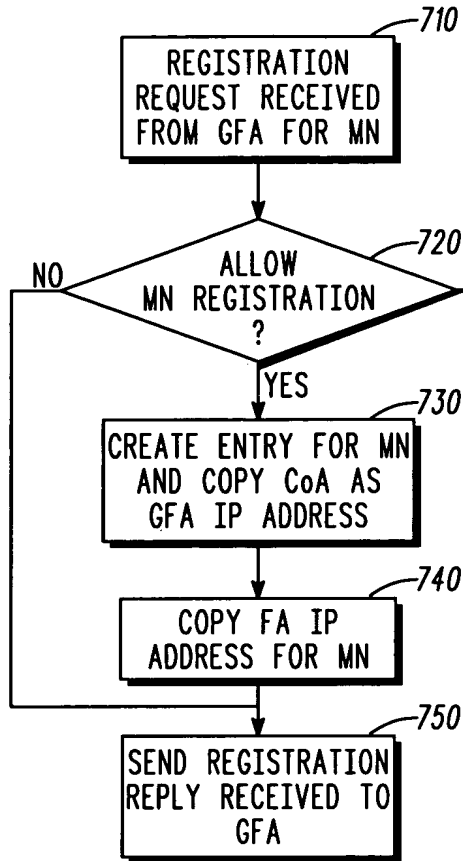 710
REGISTRATION
REQUEST RECEIVED
FROM GFA FOR MN
720
NO
ALLOW
MN REGISTRATION
?
YES
730
CREATE ENTRY FOR MN
AND COPY CoA AS
GFA IP ADDRESS
740
COPY FA IP
ADDRESS FOR MN
750
SEND REGISTRATION
REPLY RECEIVED TO
GFA